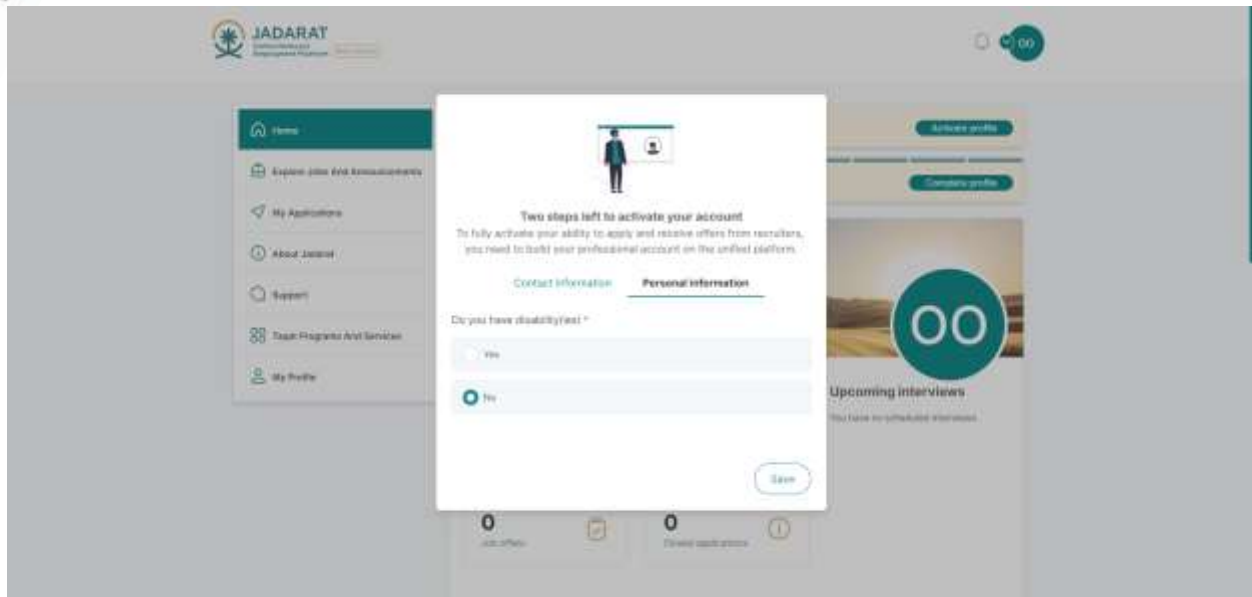 JADARAT
OO
Home
Explore Jobs And Announcements
My Applications
About Jadarat
Support
Taqat Programs And Services
My Profile
Activate profile
Complete profile
Two steps left to activate your account
To fully activate your ability to apply and receive offers from recruiters,
you need to build your professional account on the unified platform.
Contact information
Personal information
Do you have disability(ies) *
Yes
No
Save
OO
Upcoming interviews
You have no scheduled interviews
0
Job offers
0
Closed applications